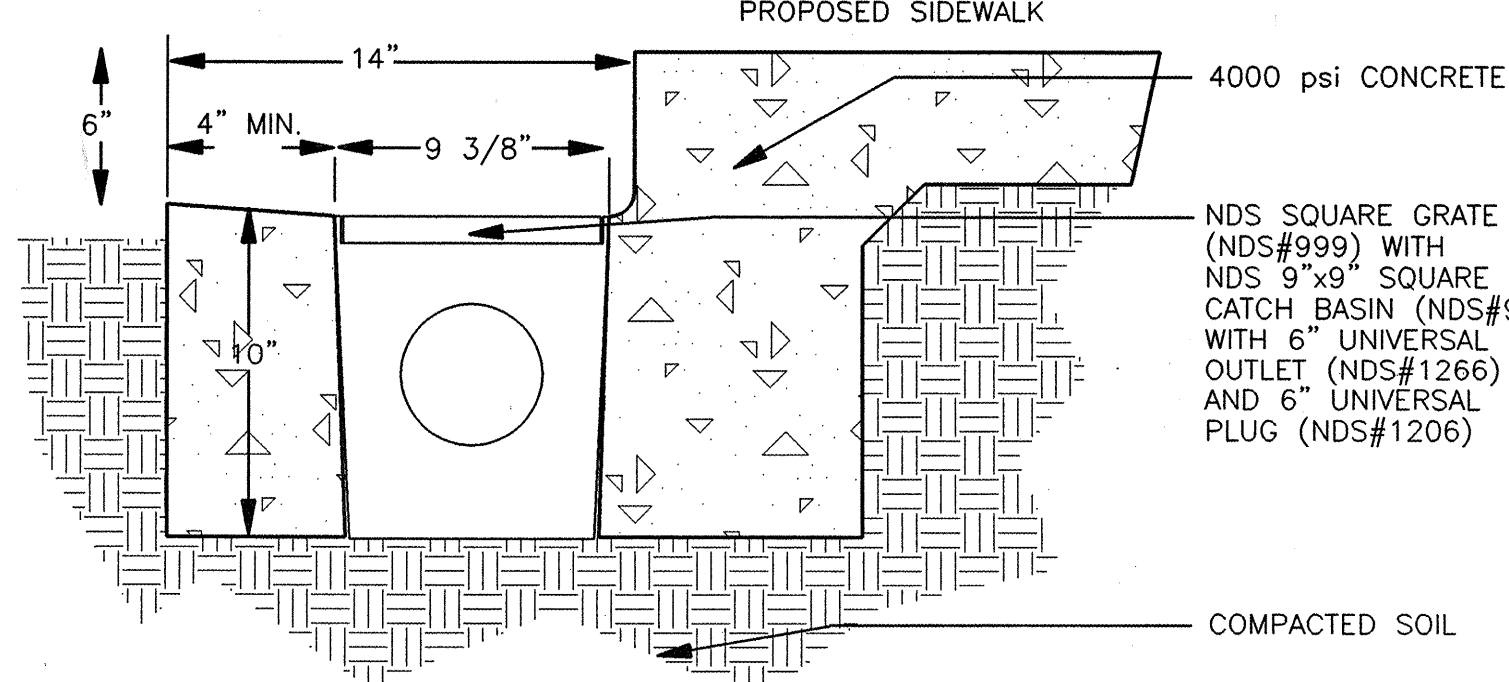 PROPOSED SIDEWALK
14"
4000 psi CONCRETE
6"
4" MIN.
9 3/8"
NDS SQUARE GRATE
(NDS#999) WITH
NDS 9"x9" SQUARE
CATCH BASIN
WITH 6" UNIVERSAL
OUTLET (NDS#1266)
AND 6" UNIVERSAL
PLUG (NDS#1206)
10"
COMPACTED SOIL